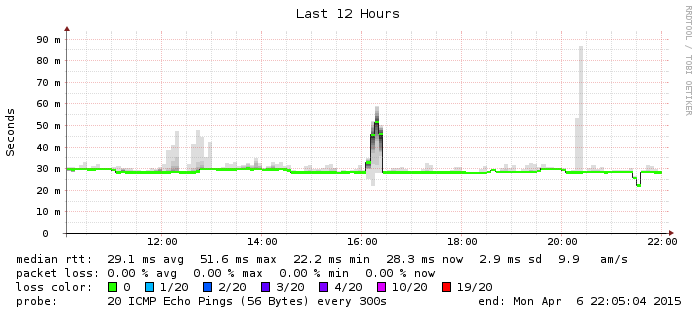 Last 12 Hours
RRDTOOL / TOBI OETIKER
Seconds
90 m
80 m
70 m
60 m
50 m
40 m
30 m
20 m
10 m
0
12:00 14:00 16:00 18:00 20:00 22:00
median rtt: 29.1 ms avg 51.6 ms max 22.2 ms min 28.3 ms now 2.9 ms sd 9.9 am/s
packet loss: 0.00 % avg 0.00 % max 0.00 % min 0.00 % now
loss color: 0 1/20 2/20 3/20 4/20 10/20 19/20
probe: 20 ICMP Echo Pings (56 Bytes) every 300s end: Mon Apr 6 22:05:04 2015